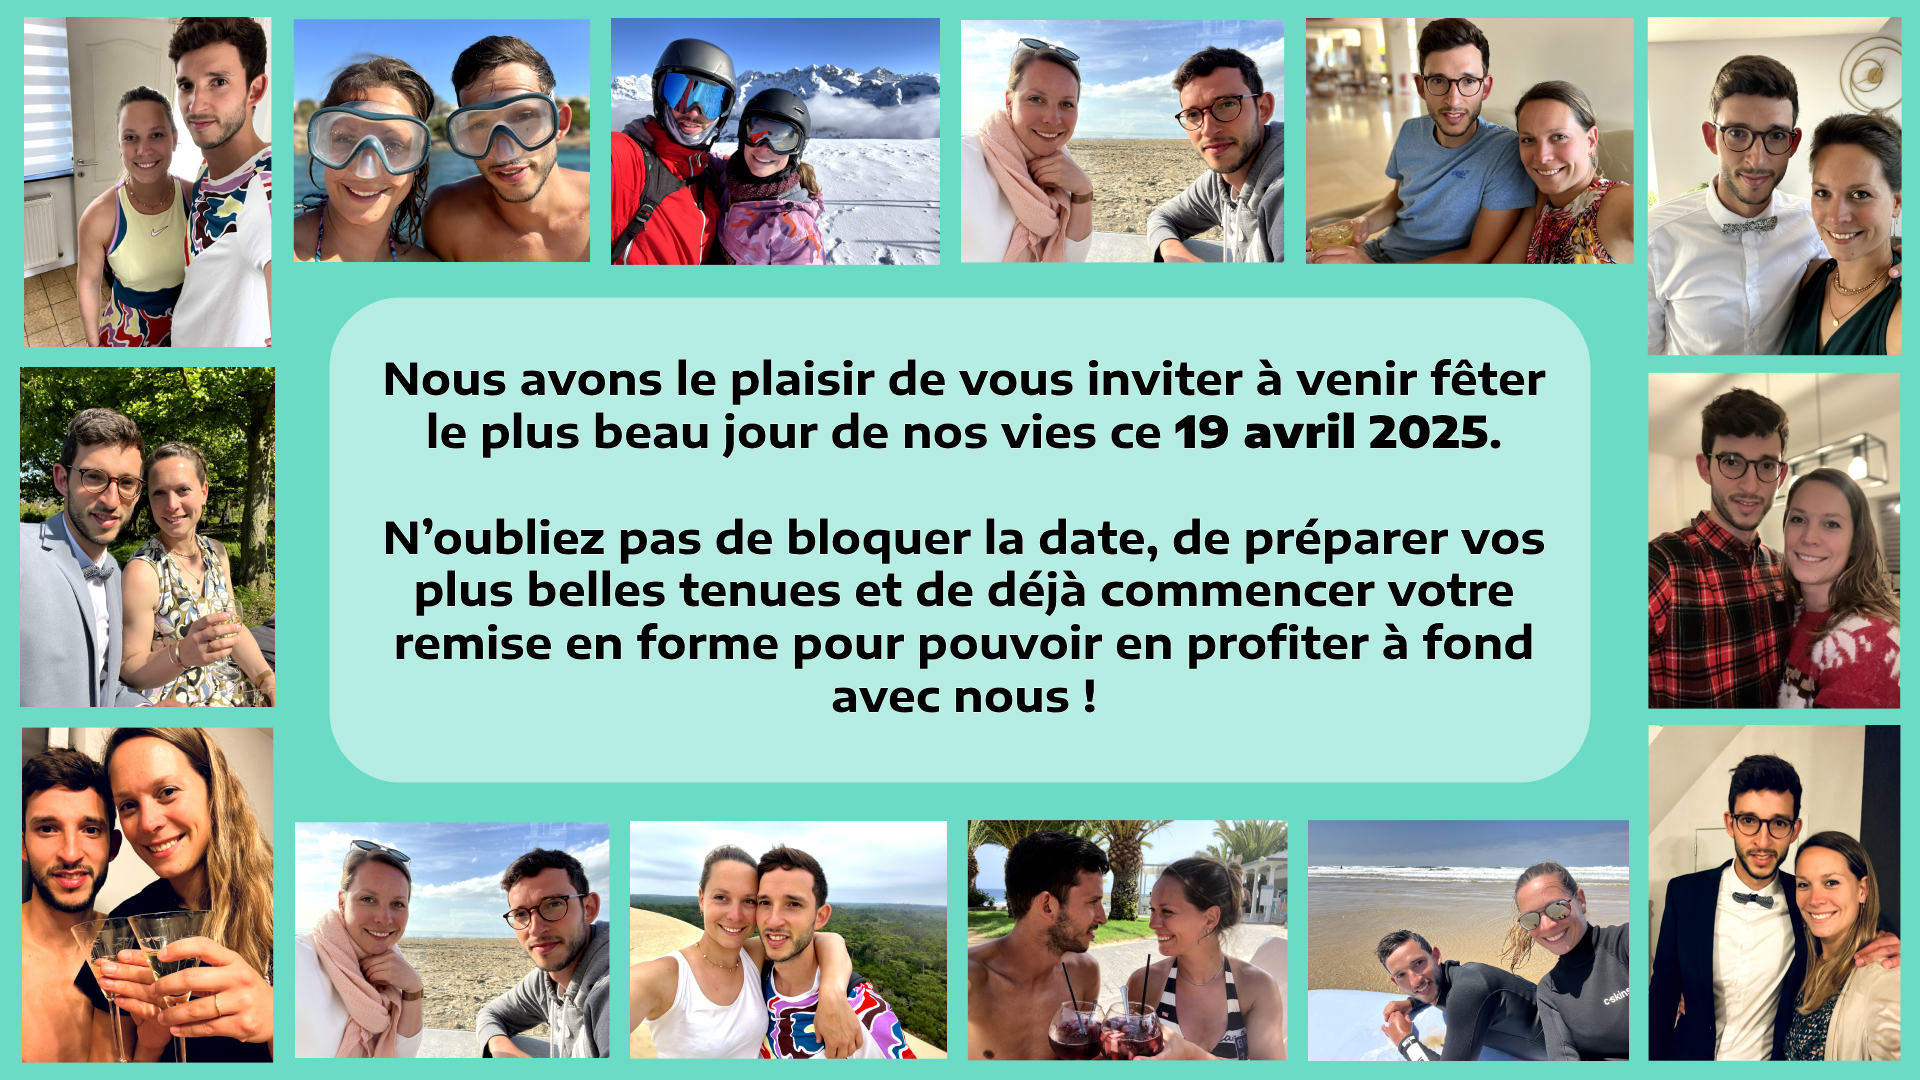 Nous avons le plaisir de vous inviter à venir fêter
le plus beau jour de nos vies ce 19 avril 2025.
N’oubliez pas de bloquer la date, de préparer vos
plus belles tenues et de déjà commencer votre
remise en forme pour pouvoir en profiter à fond
avec nous !
c-skins